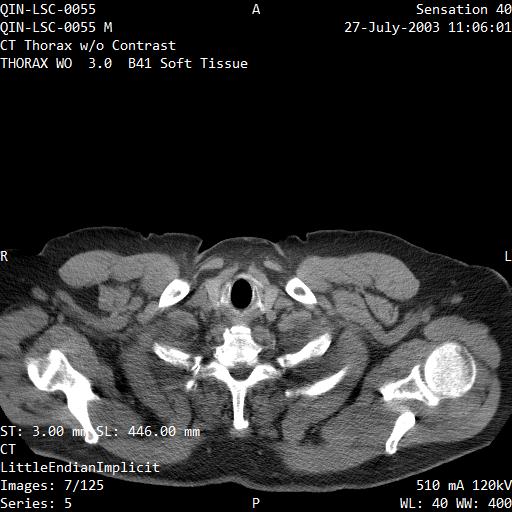 QIN-LSC-0055
A
Sensation 40
QIN-LSC-0055 M
27-July-2003 11:06:01
CT Thorax w/o Contrast
THORAX WO 3.0 B41 Soft Tissue
R
L
ST: 3.00 mm SL: 446.00 mm
CT
LittleEndianImplicit
Images: 7/125
510 mA 120kV
Series: 5
P
WL: 40 WW: 400